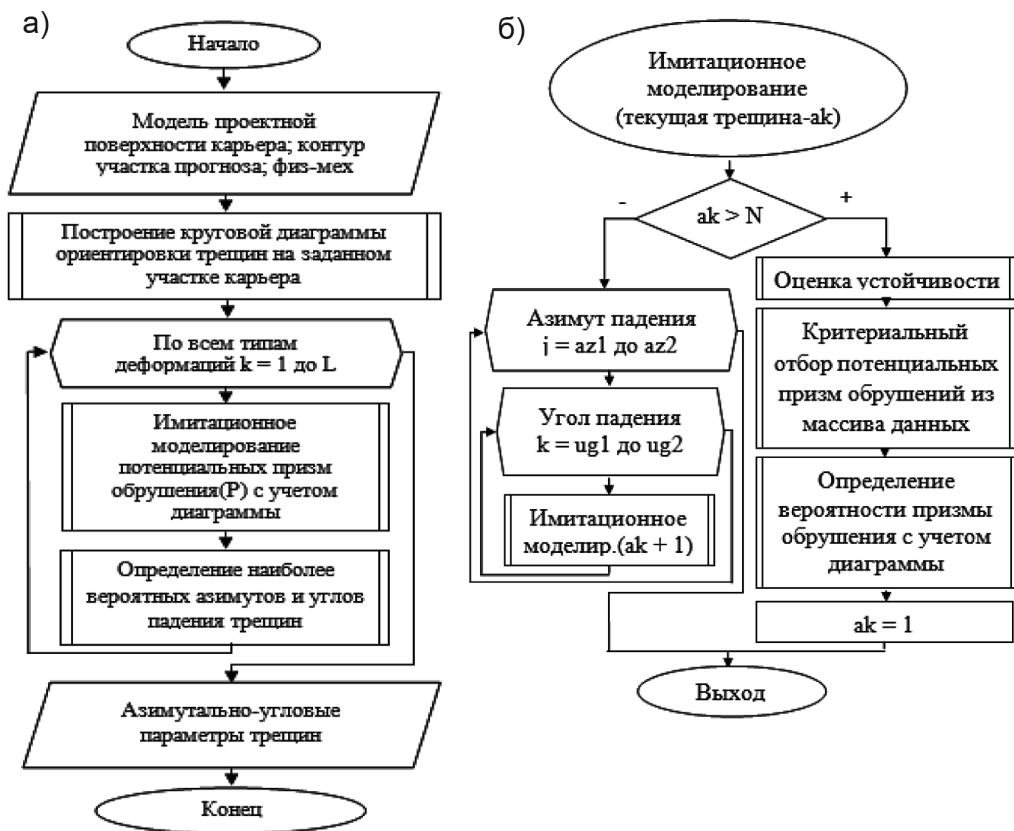 а)
Начало
Модель проектной
поверхности карьера; контур
участка прогноза; физ-мех
Построение круговой диаграммы
ориентировки трещин на заданном
участке карьера
По всем типам
деформаций k = 1 до L
Имитационное
моделирование
потенциальных призм
обрушения(P) с учетом
диаграммы
Определение наиболее
вероятных азимутов и углов
падения трещин
Азимутально-угловые
параметры трещин
Конец
б)
Имитационное
моделирование
(текущая трещина-ak)
-
ak > N
+
Азимут падения
j = az1 до az2
Угол падения
k = ug1 до ug2
Имитационное
моделир.(ak + 1)
Оценка устойчивости
Критериальный
отбор потенциальных
призм обрушений из
массива данных
Определение
вероятности призмы
обрушения с учетом
диаграммы
ak = 1
Выход